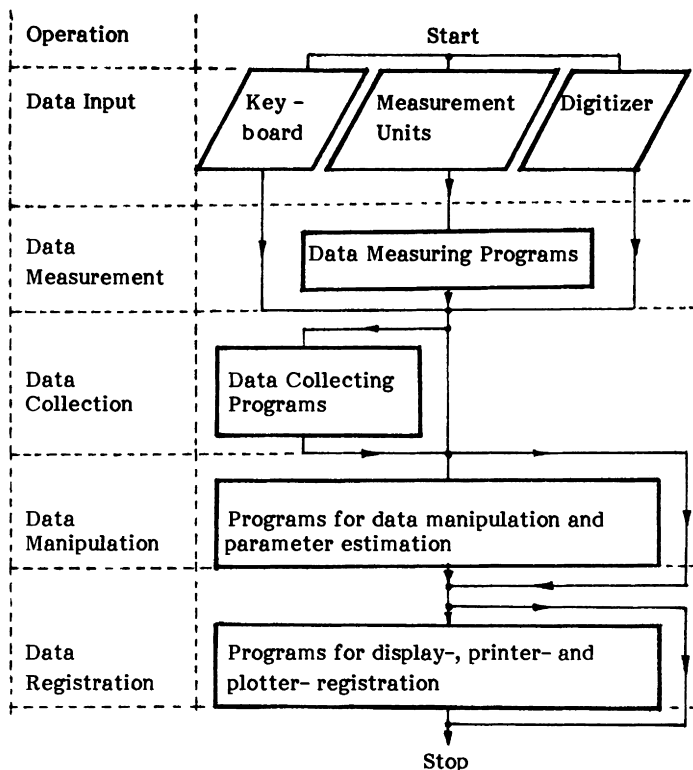 Operation
Start
Data Input
Key -
board
Measurement
Units
Digitizer
Data
Measurement
Data Measuring Programs
Data
Collection
Data Collecting
Programs
Data
Manipulation
Programs for data manipulation and
parameter estimation
Data
Registration
Programs for display-, printer- and
plotter- registration
Stop